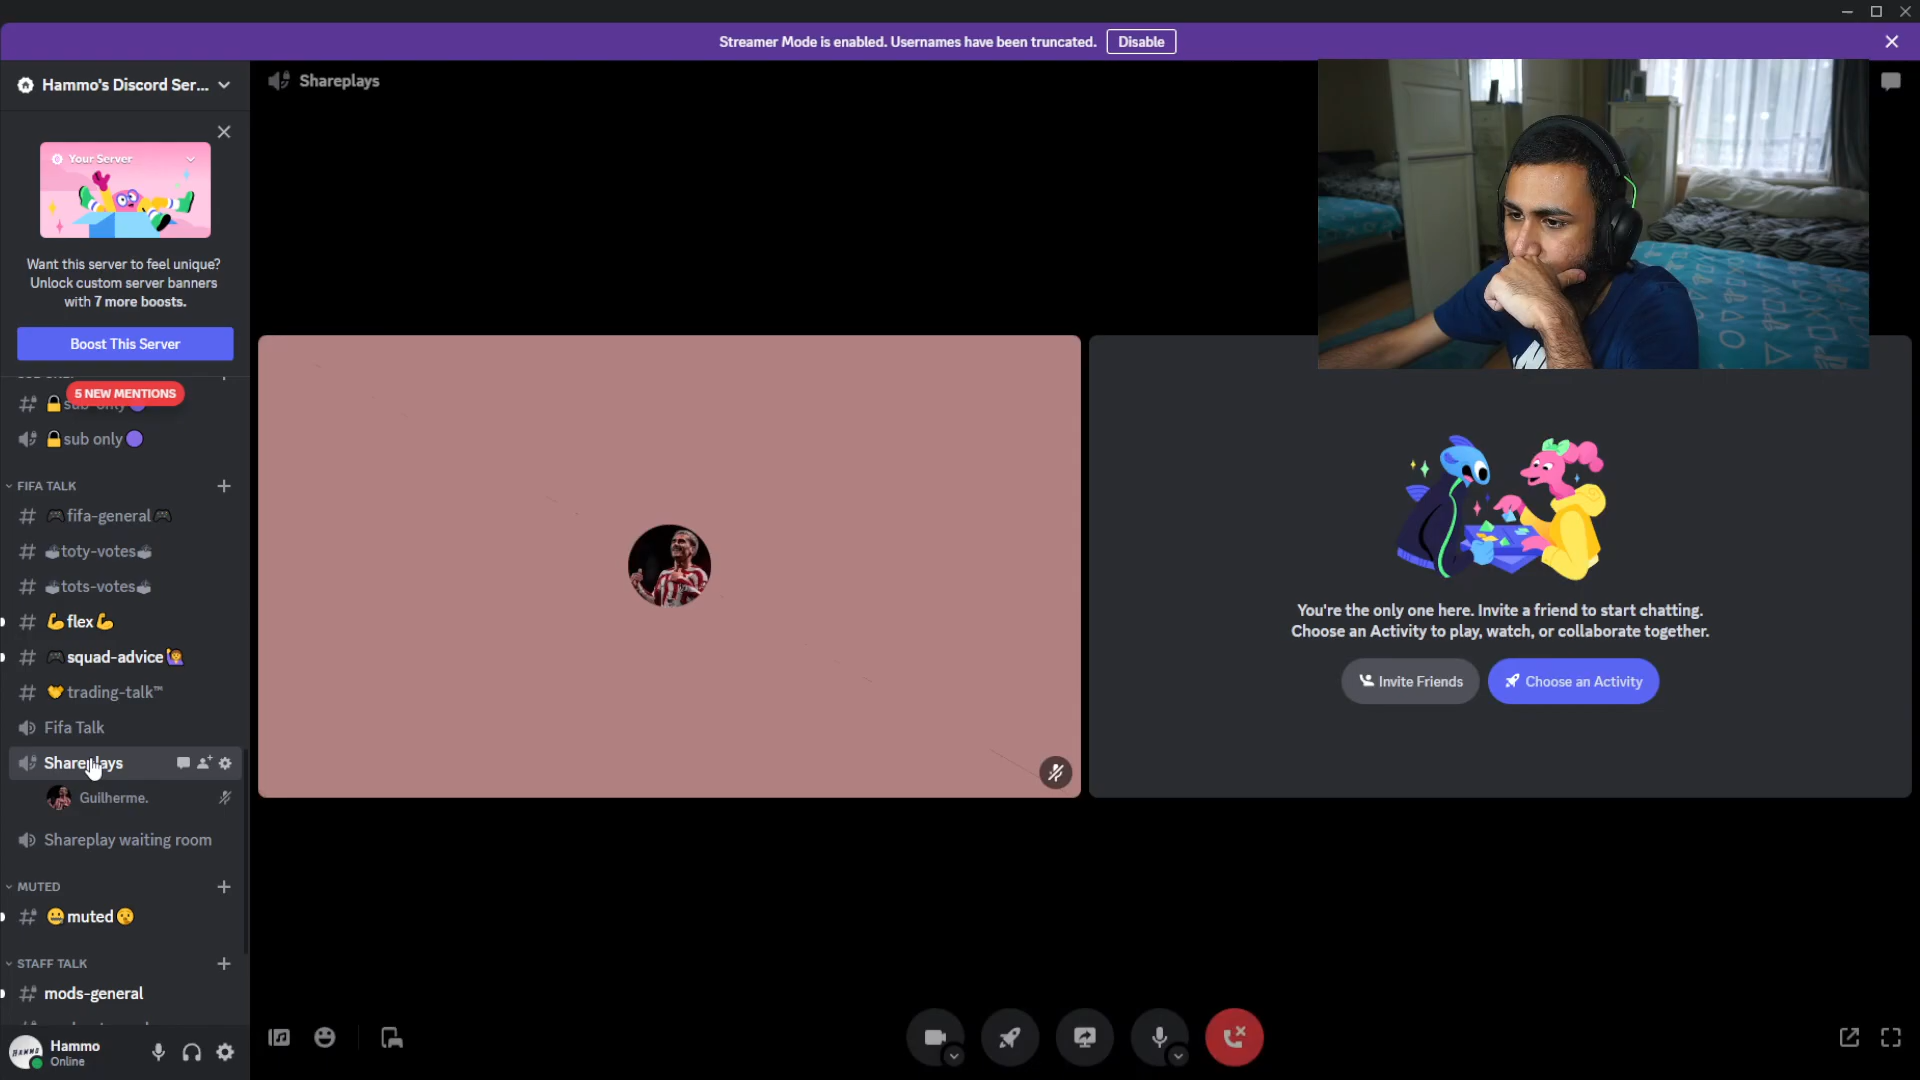 Streamer Mode is enabled. Usernames have been truncated.
Disable
Hammo's Discord Ser...
Shareplays
Your Server
Want this server to feel unique?
Unlock custom server banners
with 7 more boosts.
Boost This Server
5 NEW MENTIONS
sub only
FIFA TALK
fifa-general
toty-votes
tots-votes
flex
squad-advice
trading-talk™
Fifa Talk
Shareplays
Guilherme.
Shareplay waiting room
MUTED
muted
STAFF TALK
mods-general
Hammo
Online
You're the only one here. Invite a friend to start chatting.
Choose an Activity to play, watch, or collaborate together.
Invite Friends
Choose an Activity